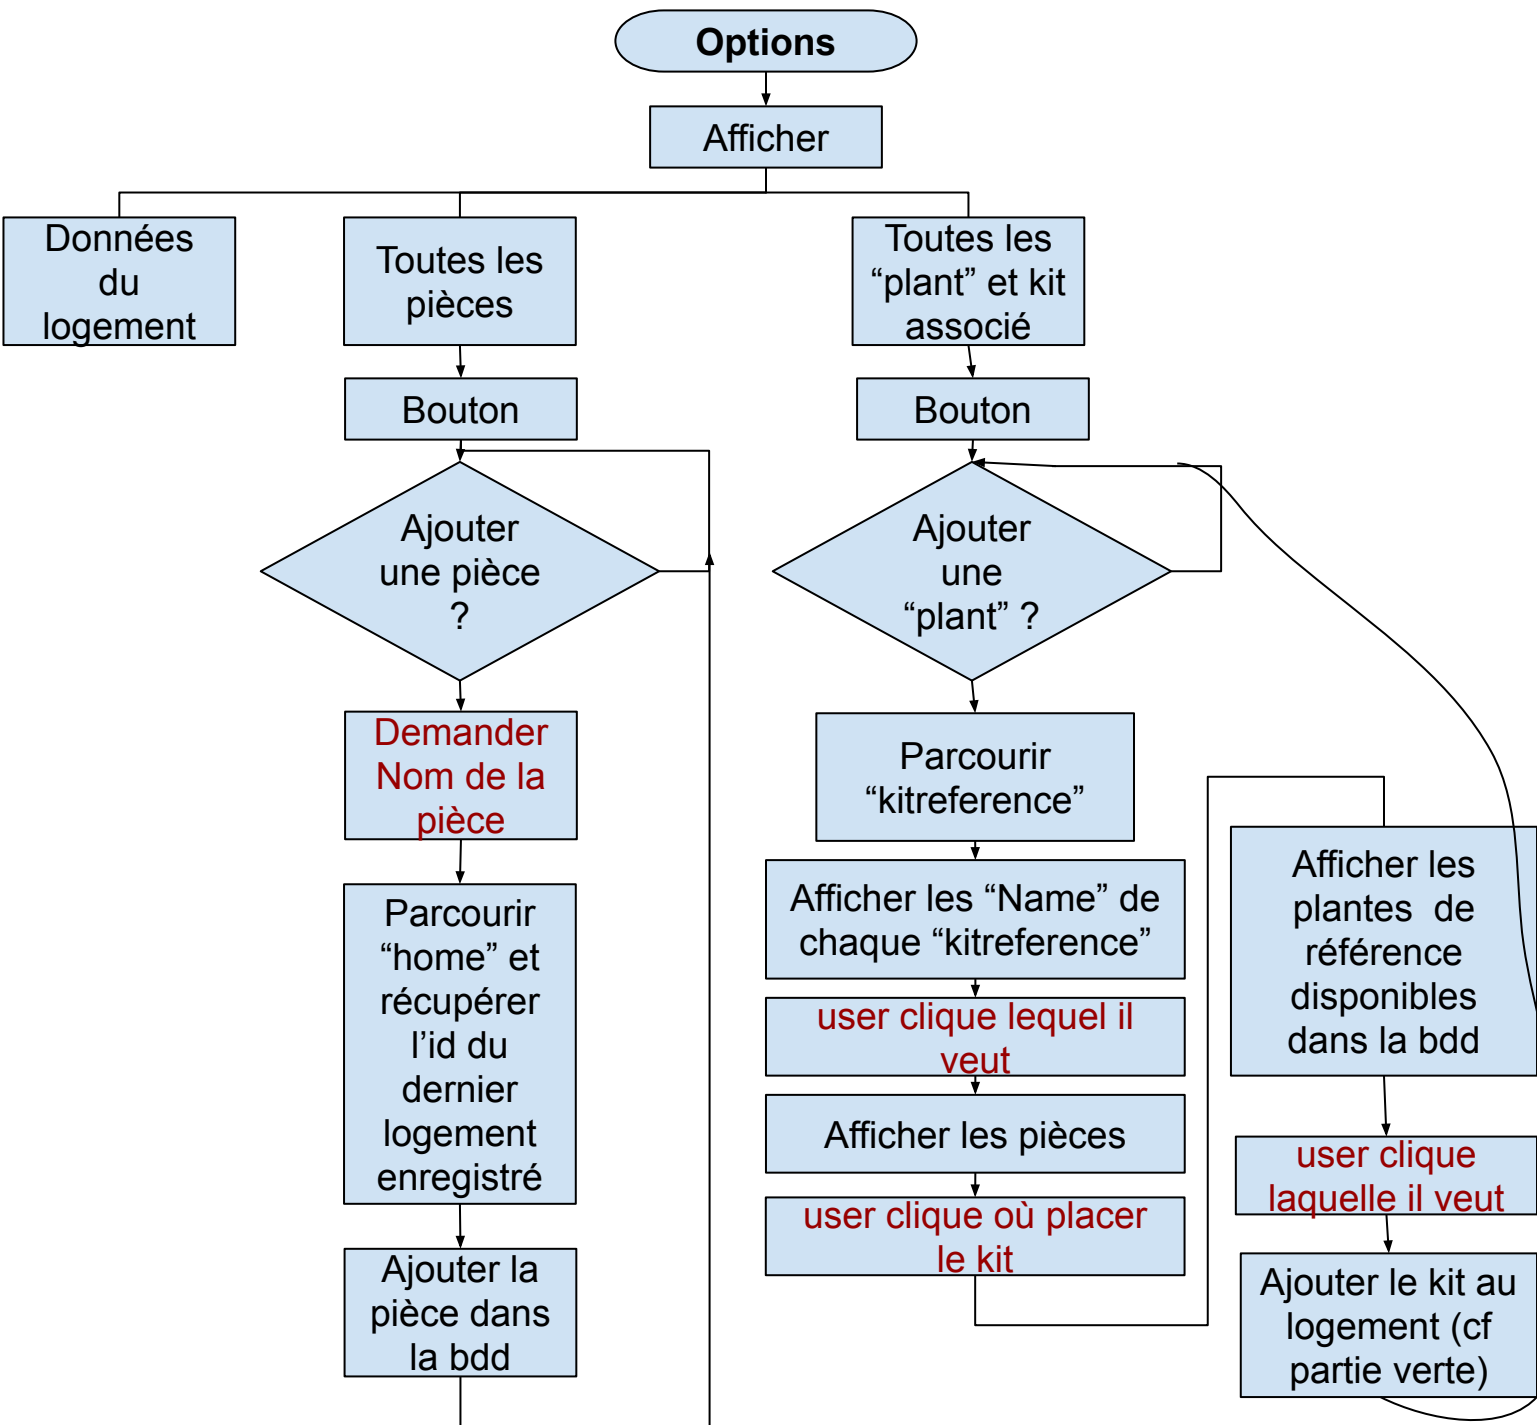 Options
Afficher
Données
du
logement
Toutes les
pièces
Toutes les
“plant” et kit
associé
Bouton
Bouton
Ajouter
une pièce
?
Ajouter
une
“plant” ?
Demander
Nom de la
pièce
Parcourir
“home” et
récupérer
l’id du
dernier
logement
enregistré
Ajouter la
pièce dans
la bdd
Parcourir
“kitreference”
Afficher les “Name” de
chaque “kitreference”
user clique lequel il
veut
Afficher les pièces
user clique où placer
le kit
Afficher les
plantes  de
référence
disponibles
dans la bdd
user clique
laquelle il veut
Ajouter le kit au
logement (cf
partie verte)